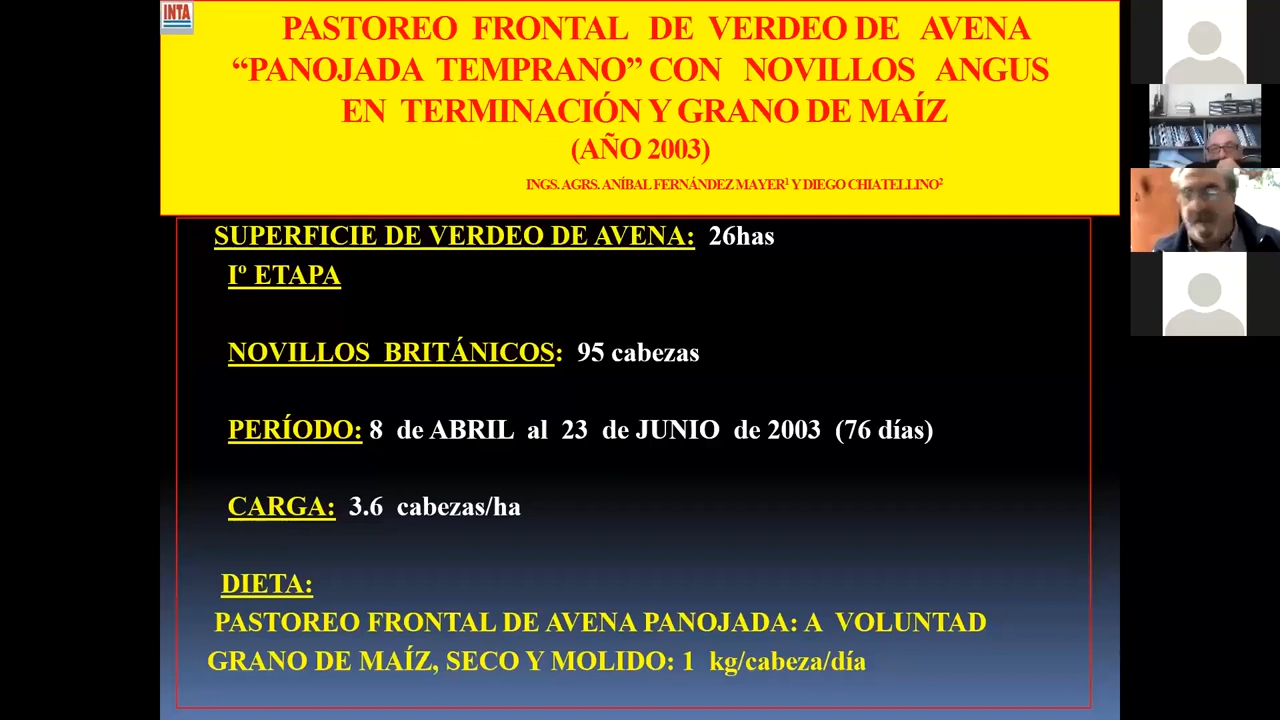 INTA
PASTOREO FRONTAL DE VERDEO DE AVENA
“PANOJADA TEMPRANO” CON NOVILLOS ANGUS
EN TERMINACIÓN Y GRANO DE MAÍZ
(AÑO 2003)
INGS. AGRS. ANÍBAL FERNÁNDEZ MAYER¹ Y DIEGO CHIATELLINO²
SUPERFICIE DE VERDEO DE AVENA: 26has
Iº ETAPA
NOVILLOS BRITÁNICOS: 95 cabezas
PERÍODO: 8 de ABRIL al 23 de JUNIO de 2003 (76 días)
CARGA: 3.6 cabezas/ha
DIETA:
PASTOREO FRONTAL DE AVENA PANOJADA: A VOLUNTAD
GRANO DE MAÍZ, SECO Y MOLIDO: 1 kg/cabeza/día